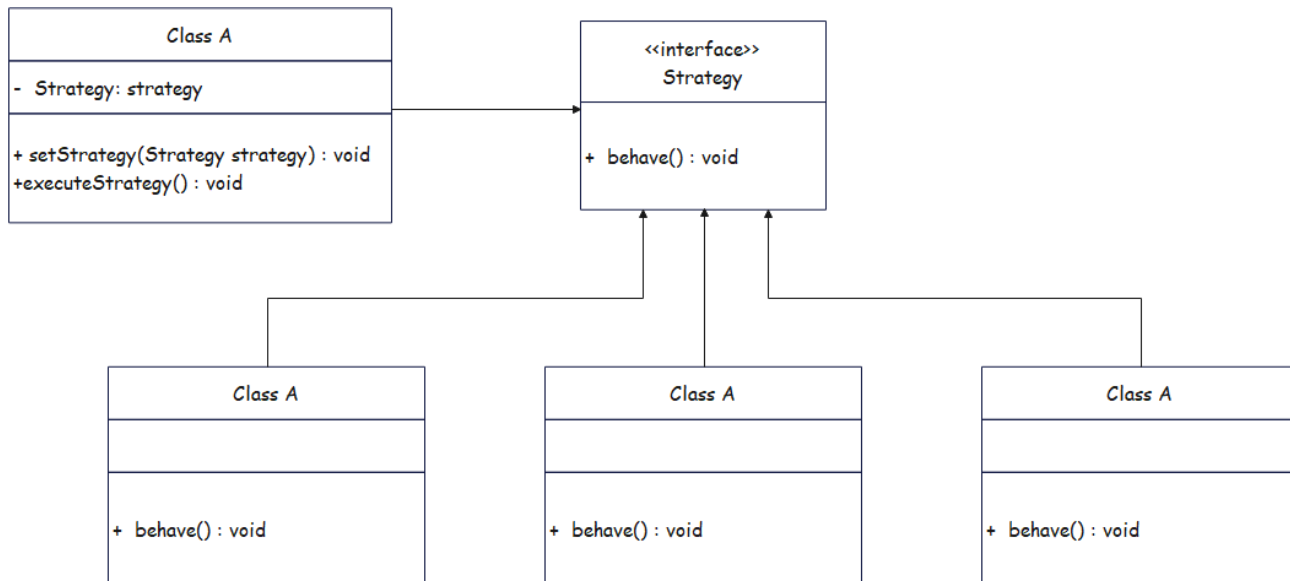 Class A
- Strategy: strategy
+ setStrategy(Strategy strategy) : void
+executeStrategy() : void
<<interface>>
Strategy
+ behave() : void
Class A
+ behave() : void
Class A
+ behave() : void
Class A
+ behave() : void